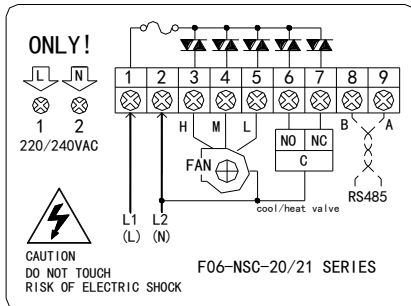 ONLY!
L N
1 2
220/240VAC
1 2 3 4 5 6 7 8 9
H M L
NO NC
B A
FAN
C
RS485
cool/heat valve
L1 L2
(L) (N)
CAUTION
DO NOT TOUCH
RISK OF ELECTRIC SHOCK
F06-NSC-20/21 SERIES